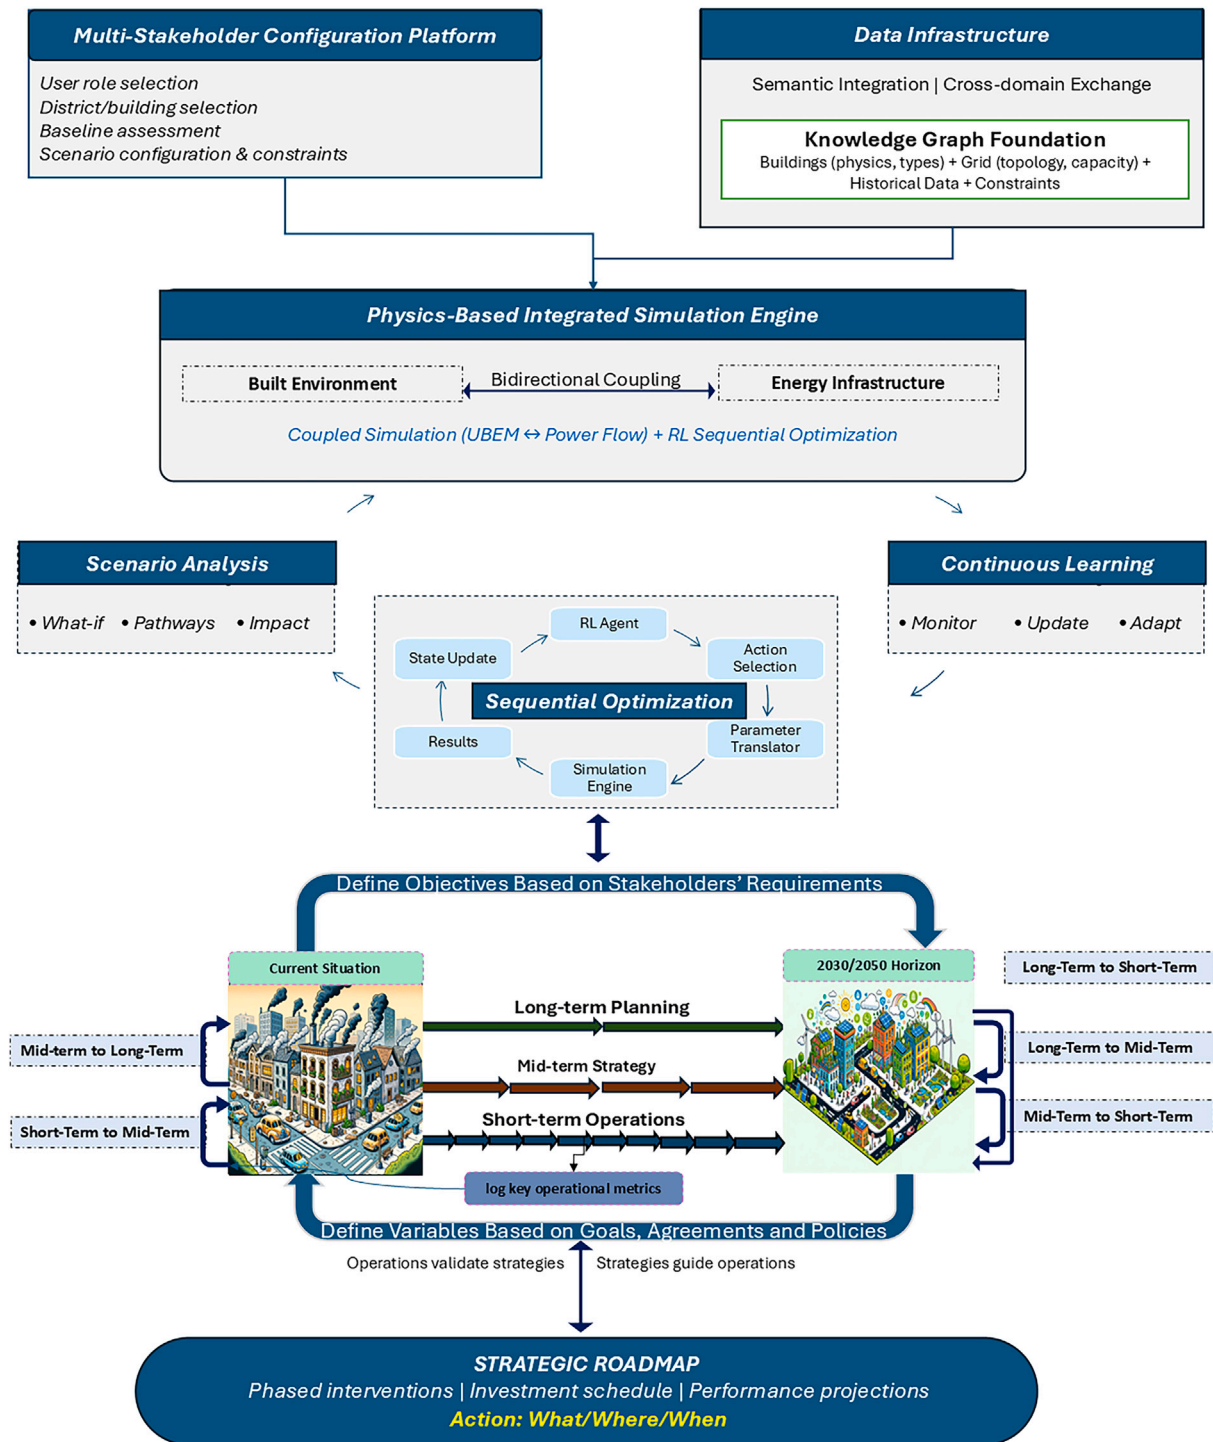 Multi-Stakeholder Configuration Platform
User role selection
District/building selection
Baseline assessment
Scenario configuration & constraints
Data Infrastructure
Semantic Integration | Cross-domain Exchange
Knowledge Graph Foundation
Buildings (physics, types) + Grid (topology, capacity) +
Historical Data + Constraints
Physics-Based Integrated Simulation Engine
Built Environment
Bidirectional Coupling
Energy Infrastructure
Coupled Simulation (UBEM ↔ Power Flow) + RL Sequential Optimization
Scenario Analysis
• What-if • Pathways • Impact
Continuous Learning
• Monitor • Update • Adapt
RL Agent
State Update
Action
Selection
Sequential Optimization
Results
Parameter
Translator
Simulation
Engine
Define Objectives Based on Stakeholders' Requirements
Current Situation
2030/2050 Horizon
Long-Term to Short-Term
Long-term Planning
Mid-term to Long-Term
Long-Term to Mid-Term
Mid-term Strategy
Short-Term to Mid-Term
Short-term Operations
Mid-Term to Short-Term
log key operational metrics
Define Variables Based on Goals, Agreements and Policies
Operations validate strategies
Strategies guide operations
STRATEGIC ROADMAP
Phased interventions | Investment schedule | Performance projections
Action: What/Where/When